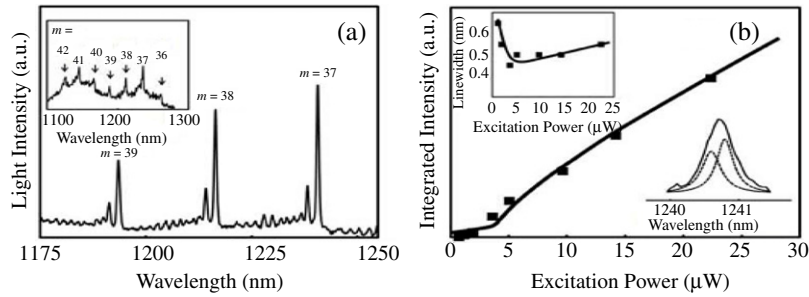 (a)
m =
42
41
40
39
38
37
36
1100
1200
1300
Wavelength (nm)
m = 37
m = 38
m = 39
Light Intensity (a.u.)
1175
1200
1225
1250
Wavelength (nm)
(b)
0.6
0.5
0.4
Linewidth (nm)
0
5
10
15
20
25
Excitation Power (μW)
Integrated Intensity (a.u.)
1240
1241
Wavelength (nm)
0
5
10
15
20
25
30
Excitation Power (μW)